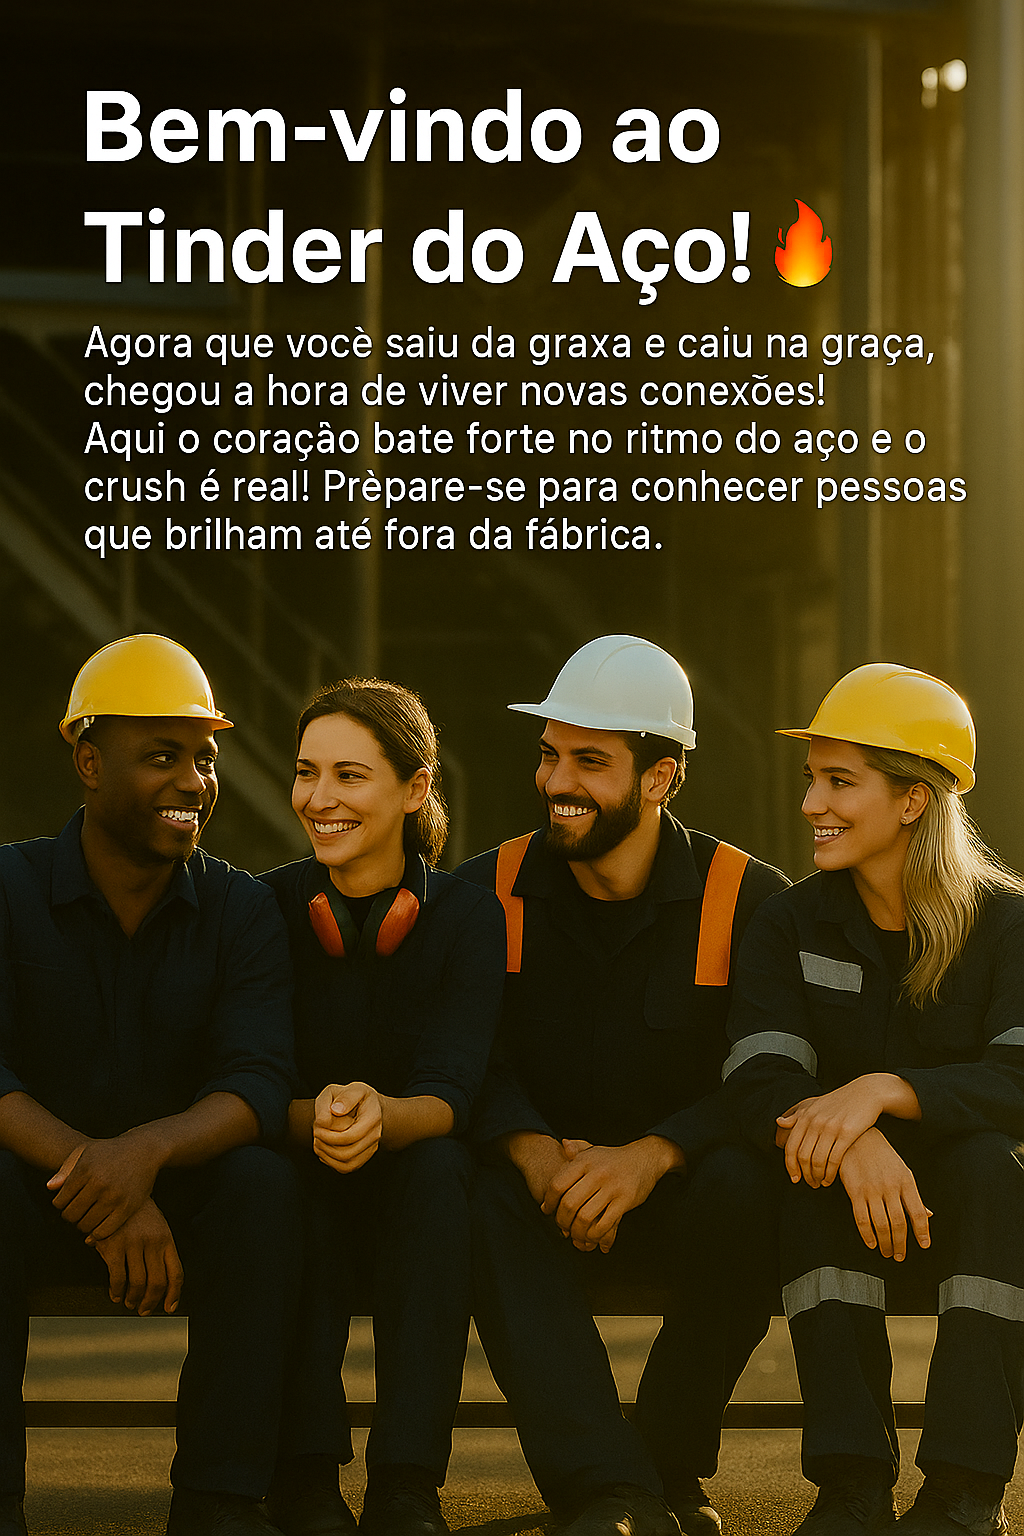 Bem-vindo ao
Tinder do Aço!🔥
Agora que vocè saiu da graxa e caiu na graça,
chegou a hora de viver novas conexões!
Aqui o coração bate forte no ritmo do aço e o
crush é real! Prèpare-se para conhecer pessoas
que brilham até fora da fábrica.